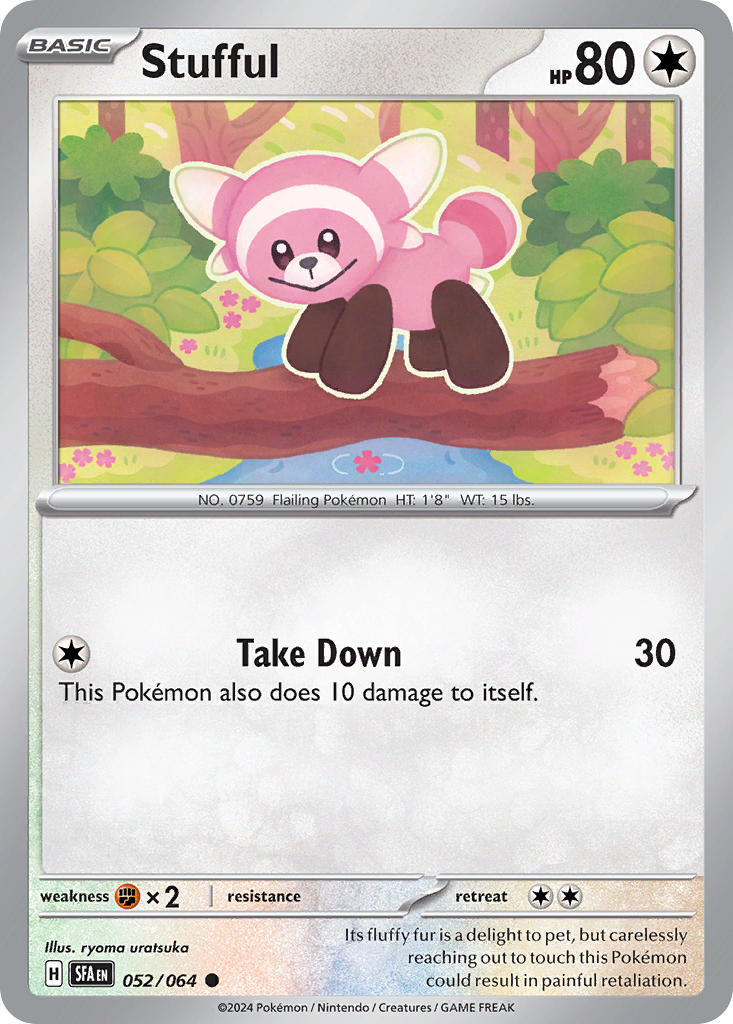 BASIC
Stufful
HP 80
NO. 0759 Flailing Pokémon HT: 1'8" WT: 15 lbs.
Take Down 30
This Pokémon also does 10 damage to itself.
weakness ×2 resistance retreat
Illus. ryoma uratsuka
H SFA EN 052/064
Its fluffy fur is a delight to pet, but carelessly
reaching out to touch this Pokémon
could result in painful retaliation.
©2024 Pokémon / Nintendo / Creatures / GAME FREAK